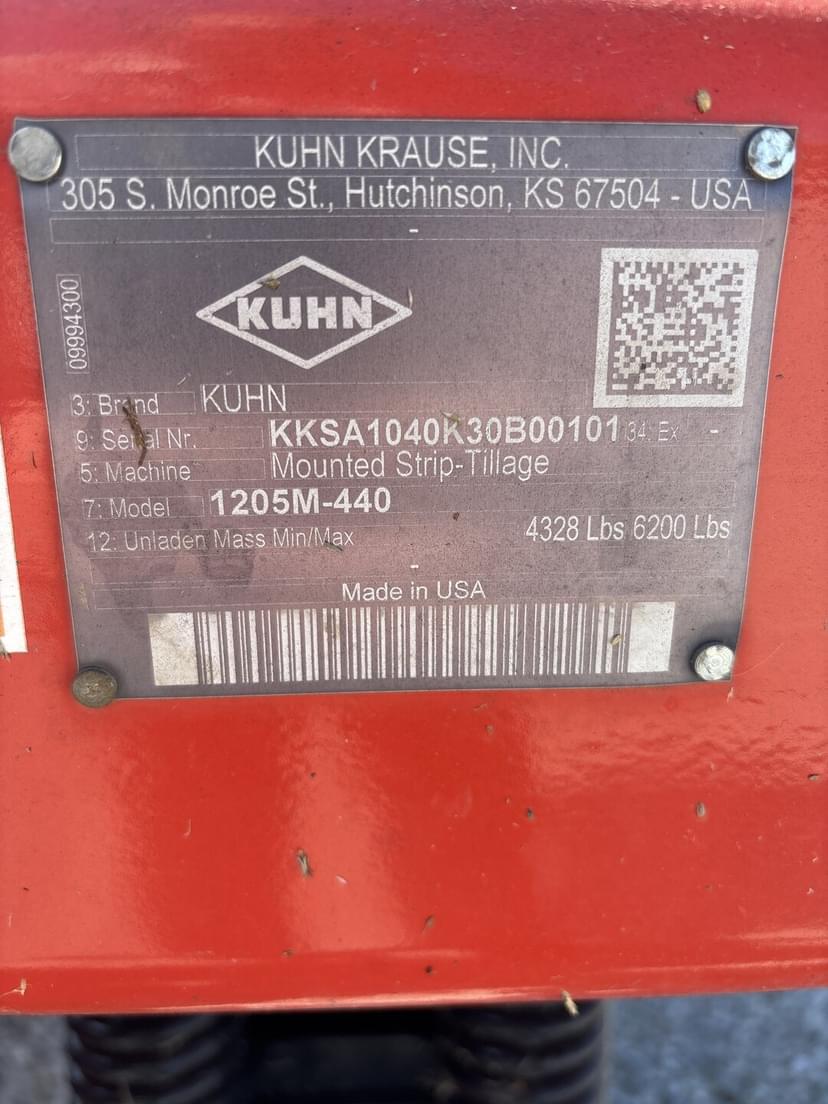 KUHN KRAUSE, INC.
305 S. Monroe St., Hutchinson, KS 67504 - USA
-
09994300
KUHN
3: Brand KUHN
9: Serial Nr. KKSA1040K30B00101 34: Ex -
5: Machine Mounted Strip-Tillage
7: Model 1205M-440
12: Unladen Mass Min/Max 4328 Lbs 6200 Lbs
-
Made in USA